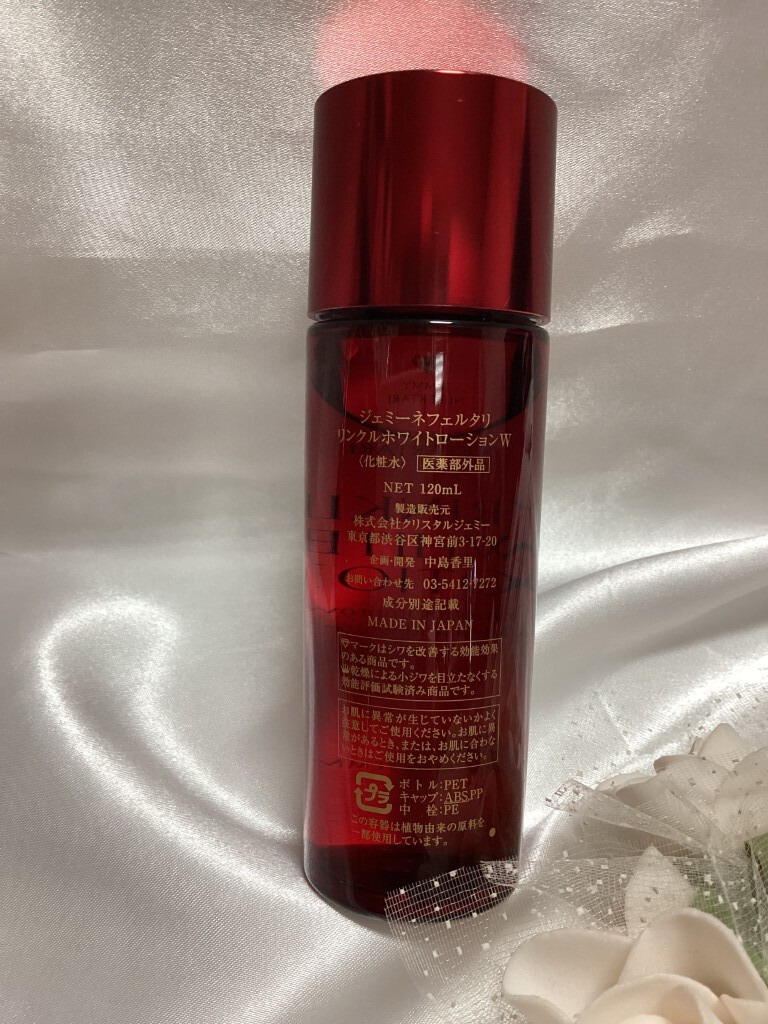 ジェミーネフェルタリ
リンクルホワイトローションW
〈化粧水〉 医薬部外品
NET 120mL
製造販売元
株式会社クリスタルジェミー
東京都渋谷区神宮前3-17-20
企画・開発 中島香里
お問い合わせ先 03-5412-7272
成分別途記載
MADE IN JAPAN
マークはシワを改善する効能効果
のある商品です。
乾燥による小ジワを目立たなくする
効能評価試験済み商品です。
お肌に異常が生じていないかよく
注意してご使用ください。お肌に異
常があるとき、または、お肌に合わな
いときはご使用をおやめください。
プラ
ボトル:PET
キャップ:ABS,PP
中 栓:PE
この容器は植物由来の原料を
一部使用しています。